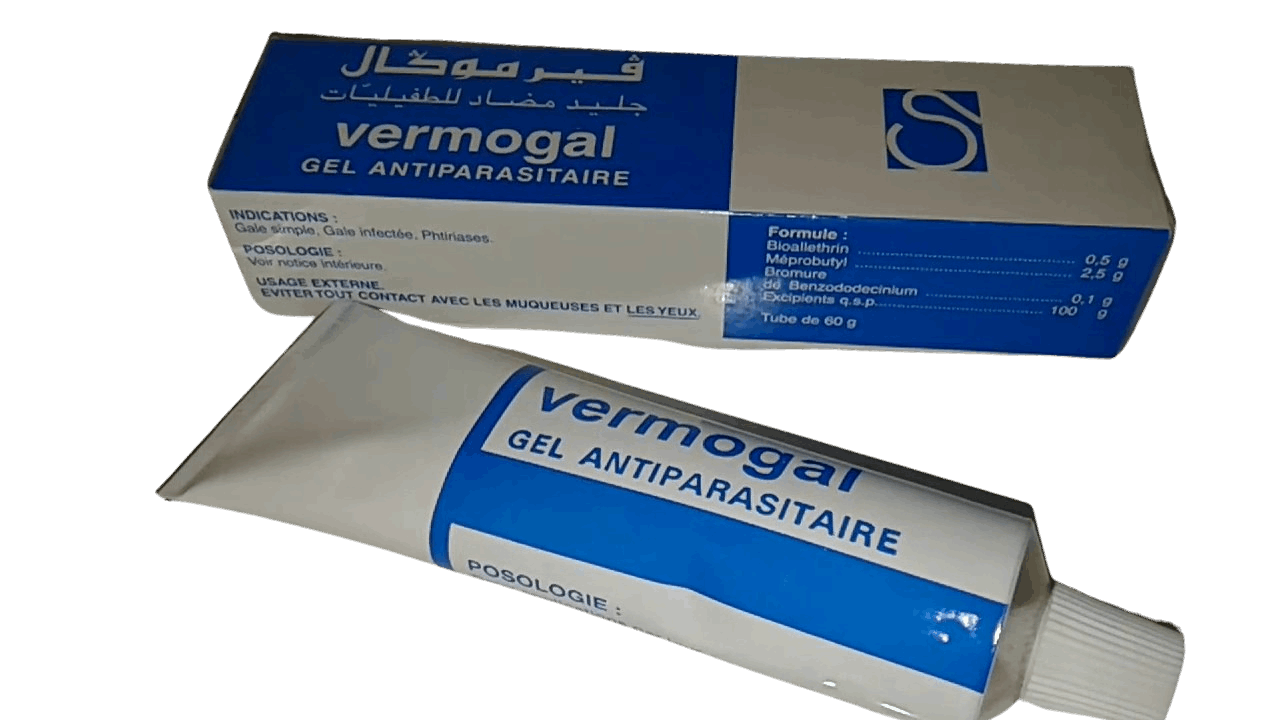 ڤيرموݣال
جليد مضاد للطفيليّات
vermogal
GEL ANTIPARASITAIRE
INDICATIONS :
Gale simple, Gale infectée, Phtiriases.
POSOLOGIE :
Voir notice intérieure.
USAGE EXTERNE.
EVITER TOUT CONTACT AVEC LES MUQUEUSES ET LES YEUX.
Formule :
Bioallethrin 0,5 g
Méprobutyl 2,5 g
Bromure
de Benzododecinium 0,1 g
Excipients q.s.p. 100 g
Tube de 60 g
vermogal
GEL ANTIPARASITAIRE
POSOLOGIE :